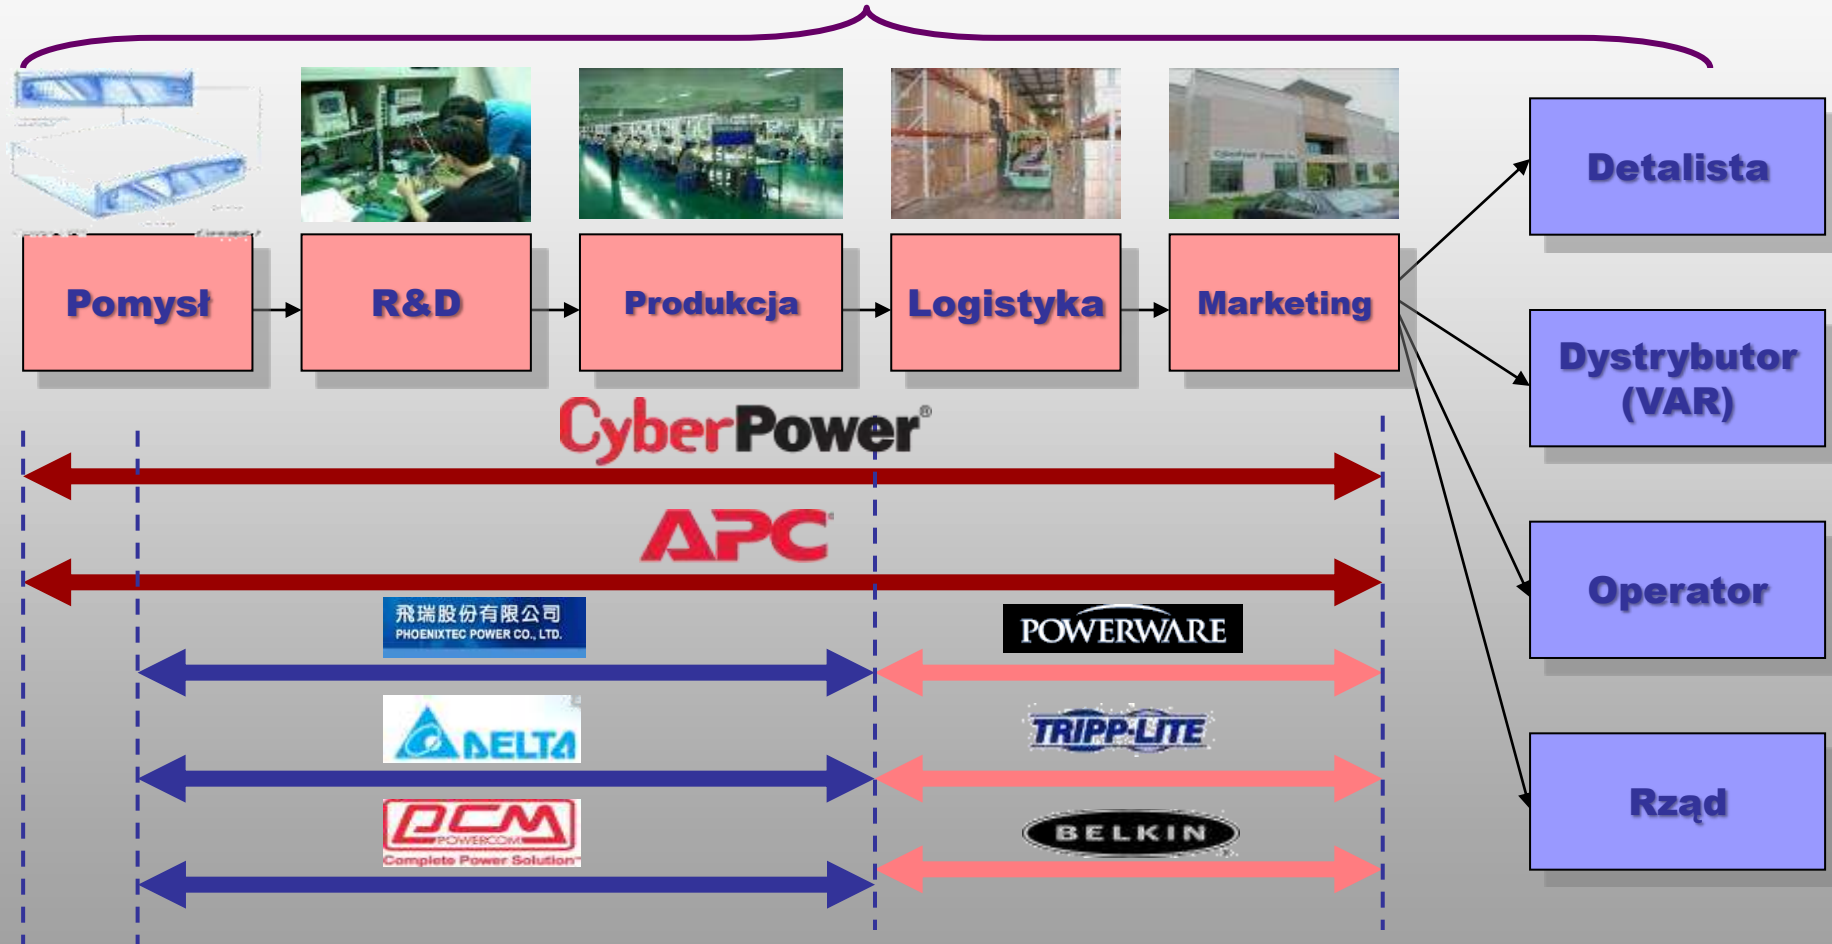 Pomysł
R&D
Produkcja
Logistyka
Marketing
Detalista
Dystrybutor
(VAR)
Operator
Rząd
CyberPower®
APC
飛瑞股份有限公司
PHOENIXTEC POWER CO., LTD.
POWERWARE
DELTA
TRIPP·LITE
PCM
POWERCOM
Complete Power Solution™
BELKIN